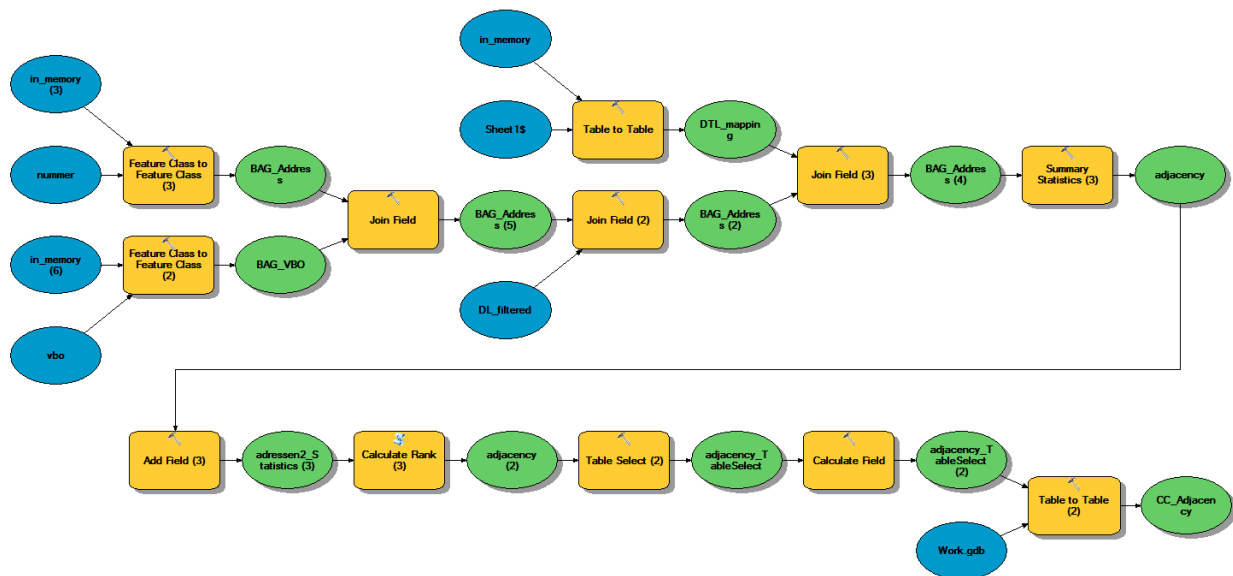 in_memory
(3)
nummer
Feature Class to
Feature Class
(3)
BAG_Addres
s
in_memory
(6)
vbo
Feature Class to
Feature Class
(2)
BAG_VBO
Join Field
BAG_Addres
s (5)
in_memory
Sheet1$
Table to Table
DTL_mappin
g
Join Field (2)
DL_filtered
BAG_Addres
s (2)
Join Field (3)
BAG_Addres
s (4)
Summary
Statistics (3)
adjacency
Add Field (3)
adressen2_S
tatistics (3)
Calculate Rank
(3)
adjacency
(2)
Table Select (2)
adjacency_T
ableSelect
Calculate Field
adjacency_T
ableSelect
(2)
Work.gdb
Table to Table
(2)
CC_Adjacen
cy